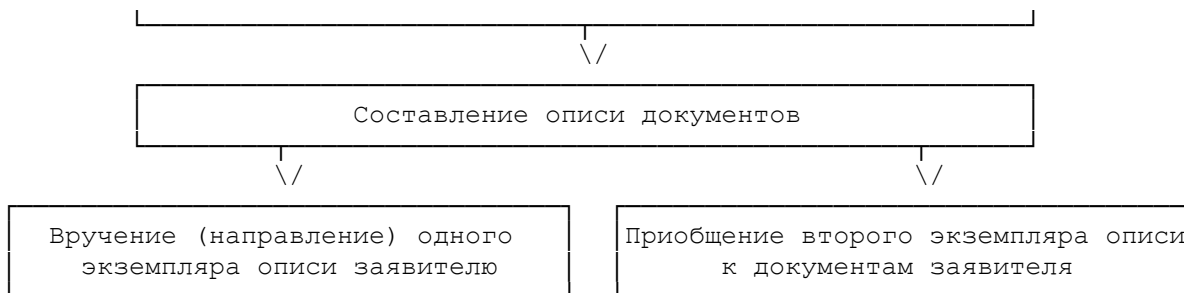 Составление описи документов
Вручение (направление) одного
экземпляра описи заявителю
Приобщение второго экземпляра описи
к документам заявителя